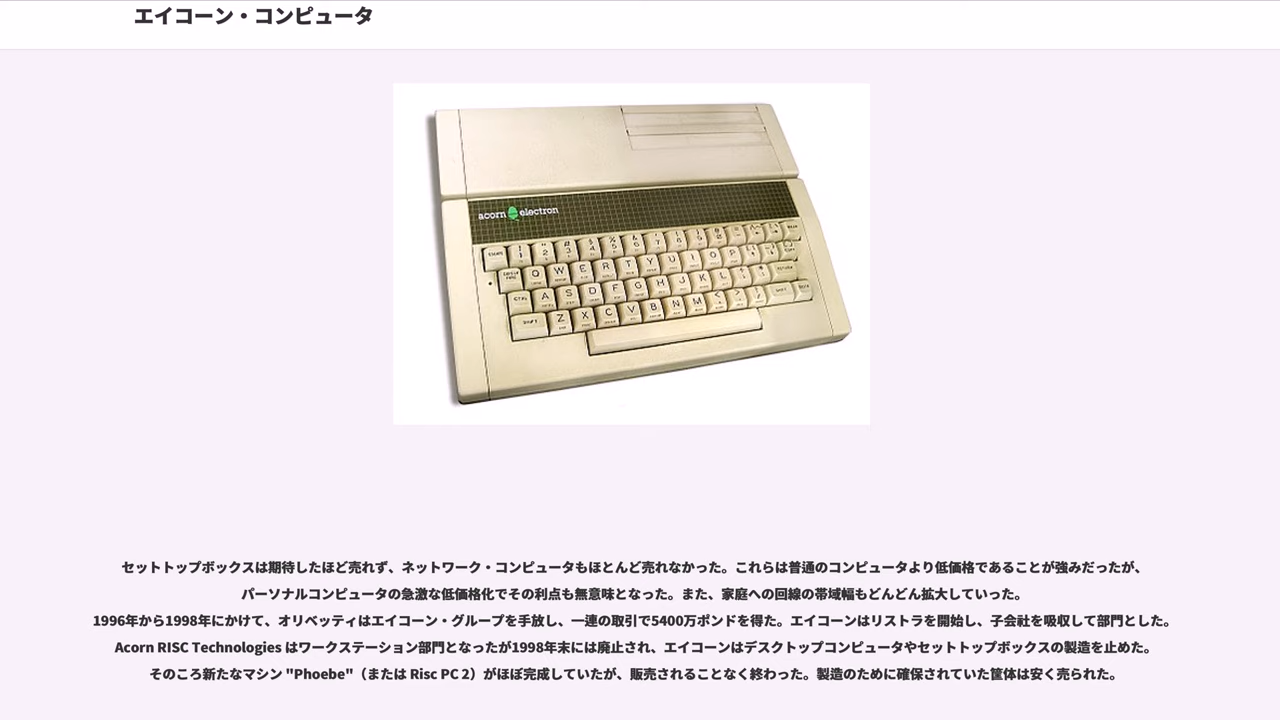 エイコーン・コンピュータ
acorn electron
Q W E R T Y U I O P
A S D F G H J K L
Z X C V B N M
セットトップボックスは期待したほど売れず、ネットワーク・コンピュータもほとんど売れなかった。これらは普通のコンピュータより低価格であることが強みだったが、
パーソナルコンピュータの急激な低価格化でその利点も無意味となった。また、家庭への回線の帯域幅もどんどん拡大していった。
1996年から1998年にかけて、オリベッティはエイコーン・グループを手放し、一連の取引で5400万ポンドを得た。エイコーンはリストラを開始し、子会社を吸収して部門とした。
Acorn RISC Technologies はワークステーション部門となったが1998年末には廃止され、エイコーンはデスクトップコンピュータやセットトップボックスの製造を止めた。
そのころ新たなマシン "Phoebe"（または Risc PC 2）がほぼ完成していたが、販売されることなく終わった。製造のために確保されていた筐体は安く売られた。